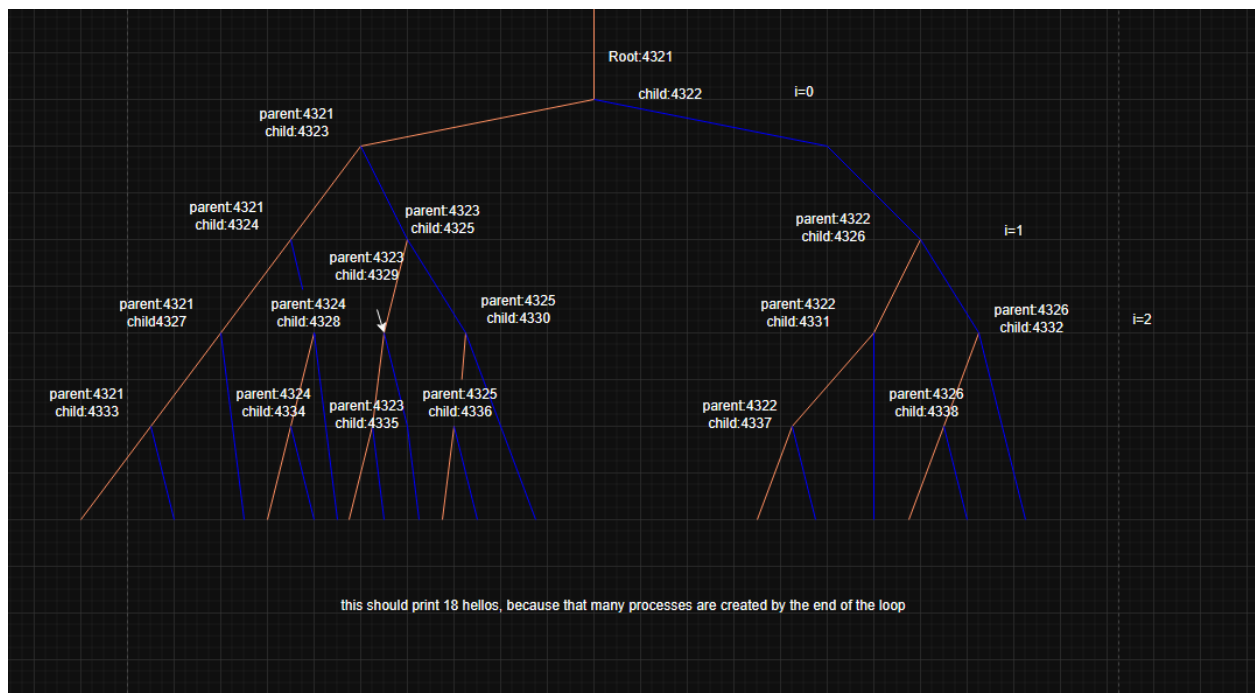 Root:4321
child:4322
i=0
parent:4321
child:4323
parent:4321
child:4324
parent:4323
child:4325
parent:4322
child:4326
i=1
parent:4323
child:4329
parent:4321
child4327
parent:4324
child:4328
parent:4325
child:4330
parent:4322
child:4331
parent:4326
child:4332
i=2
parent:4321
child:4333
parent:4324
child:4334
parent:4323
child:4335
parent:4325
child:4336
parent:4322
child:4337
parent:4326
child:4338
this should print 18 hellos, because that many processes are created by the end of the loop